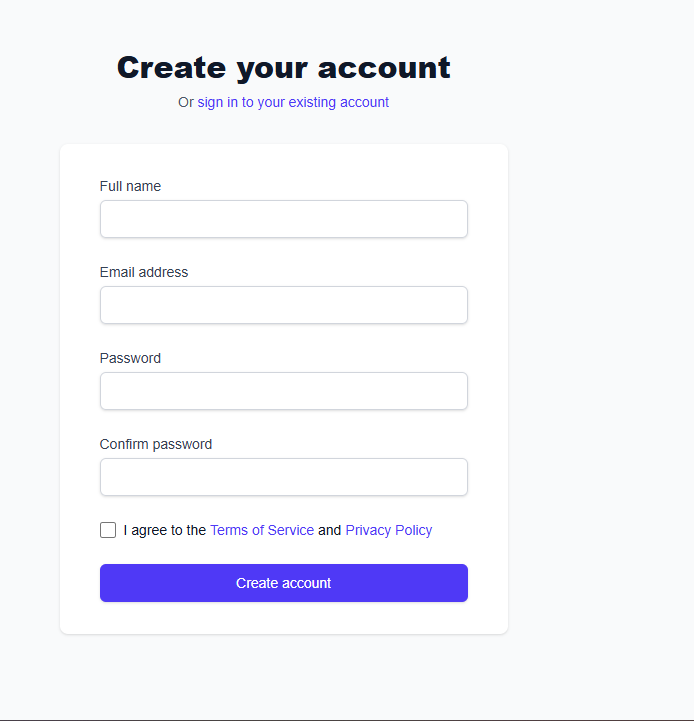 Create your account
Or sign in to your existing account
Full name
Email address
Password
Confirm password
I agree to the Terms of Service and Privacy Policy
Create account